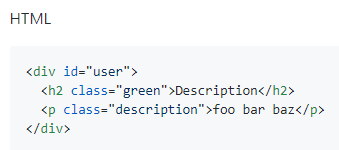 HTML
<div id="user">
  <h2 class="green">Description</h2>
  <p class="description">foo bar baz</p>
</div>